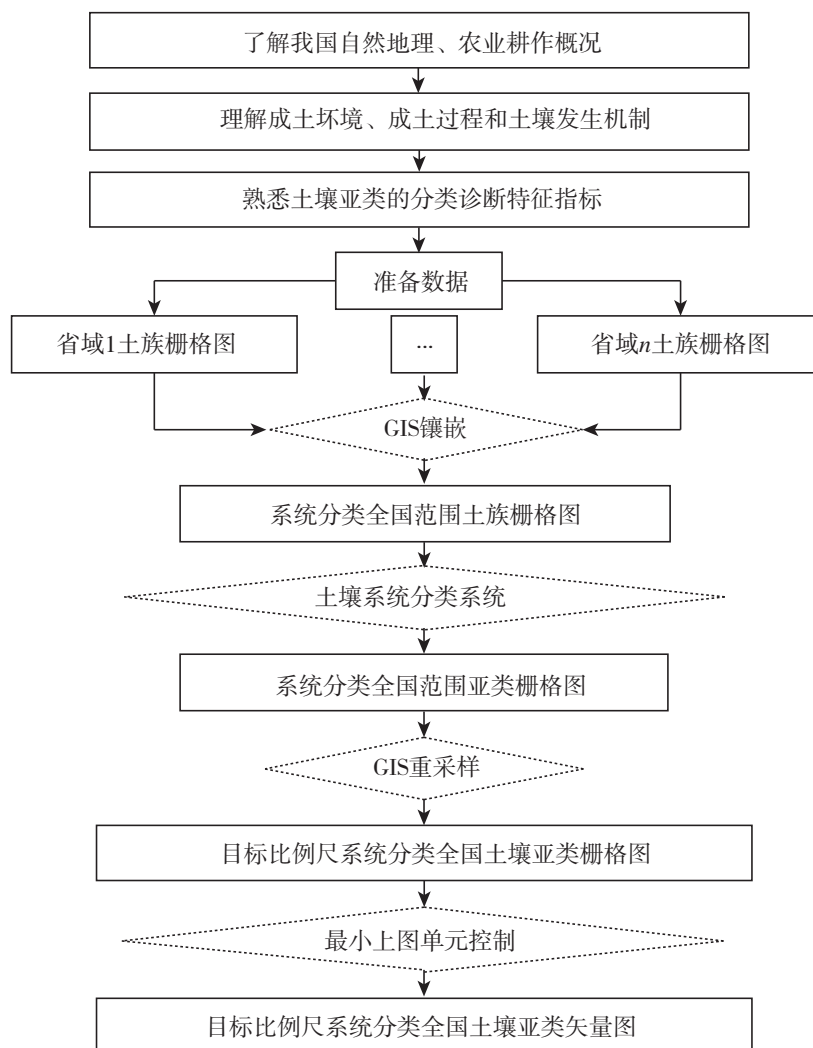 了解我国自然地理、农业耕作概况
理解成土坏境、成土过程和土壤发生机制
熟悉土壤亚类的分类诊断特征指标
准备数据
省域1土族栅格图
...
省域n土族栅格图
GIS镶嵌
系统分类全国范围土族栅格图
土壤系统分类系统
系统分类全国范围亚类栅格图
GIS重采样
目标比例尺系统分类全国土壤亚类栅格图
最小上图单元控制
目标比例尺系统分类全国土壤亚类矢量图